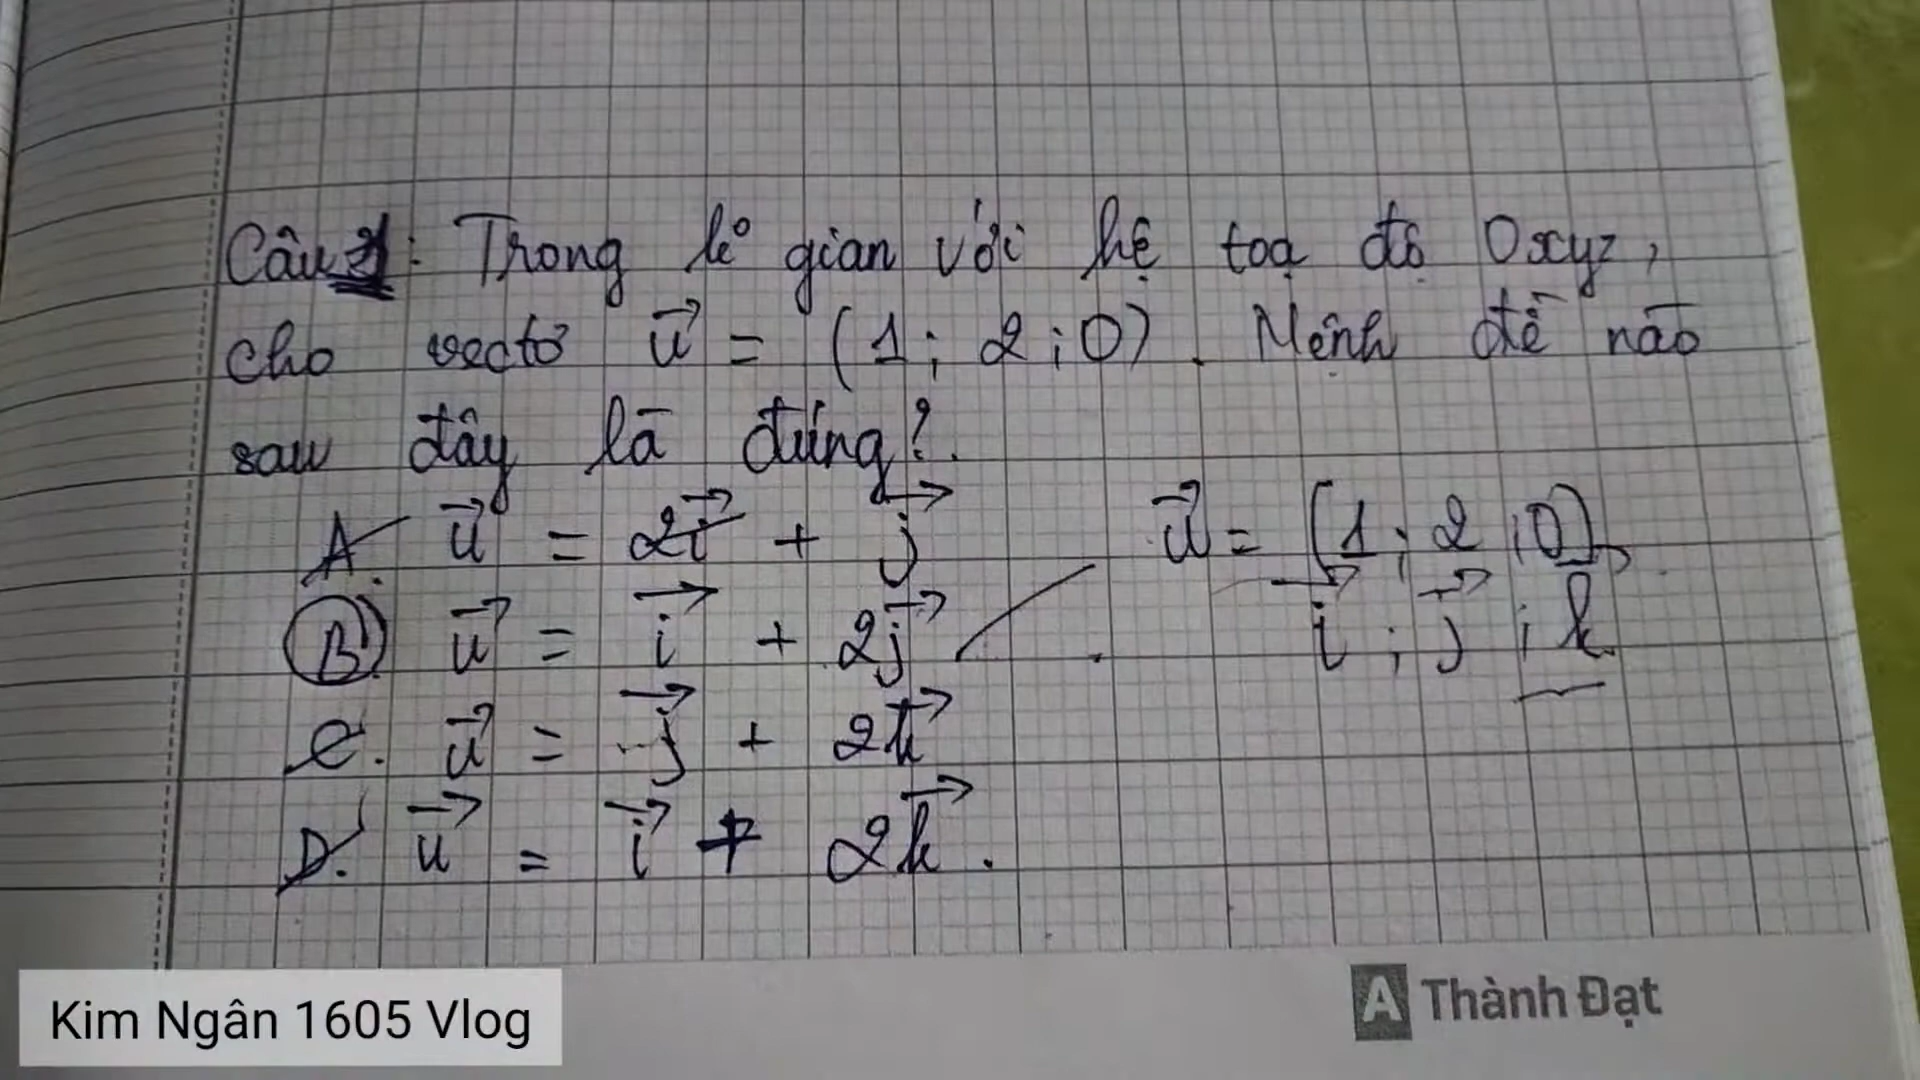 Câu 1: Trong ko gian với hệ toạ độ Oxyz,
cho vectơ u⃗ = (1; 2; 0). Mệnh đề nào
sau đây là đúng?
A. u⃗ = 2i⃗ + j⃗
u⃗ = (1; 2; 0)
B. u⃗ = i⃗ + 2j⃗
i⃗; j⃗; k⃗
C. u⃗ = j⃗ + 2k⃗
D. u⃗ = i⃗ + 2k⃗.
Kim Ngân 1605 Vlog
A Thành Đạt